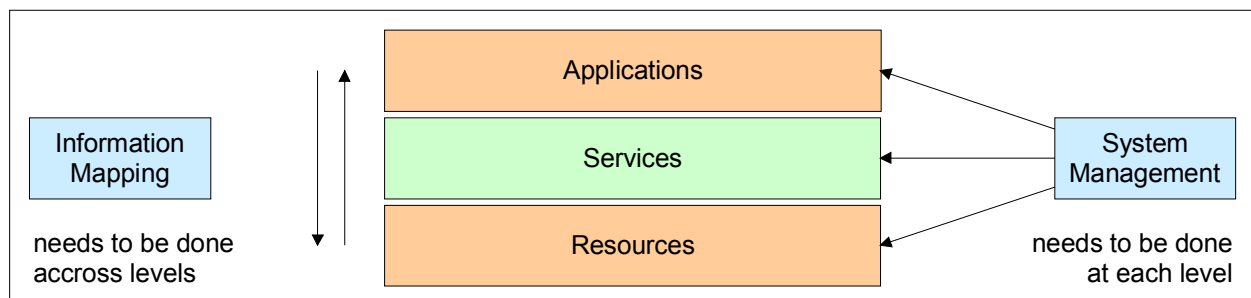 Applications
Information
Mapping
Services
System
Management
Resources
needs to be done
accross levels
needs to be done
at each level